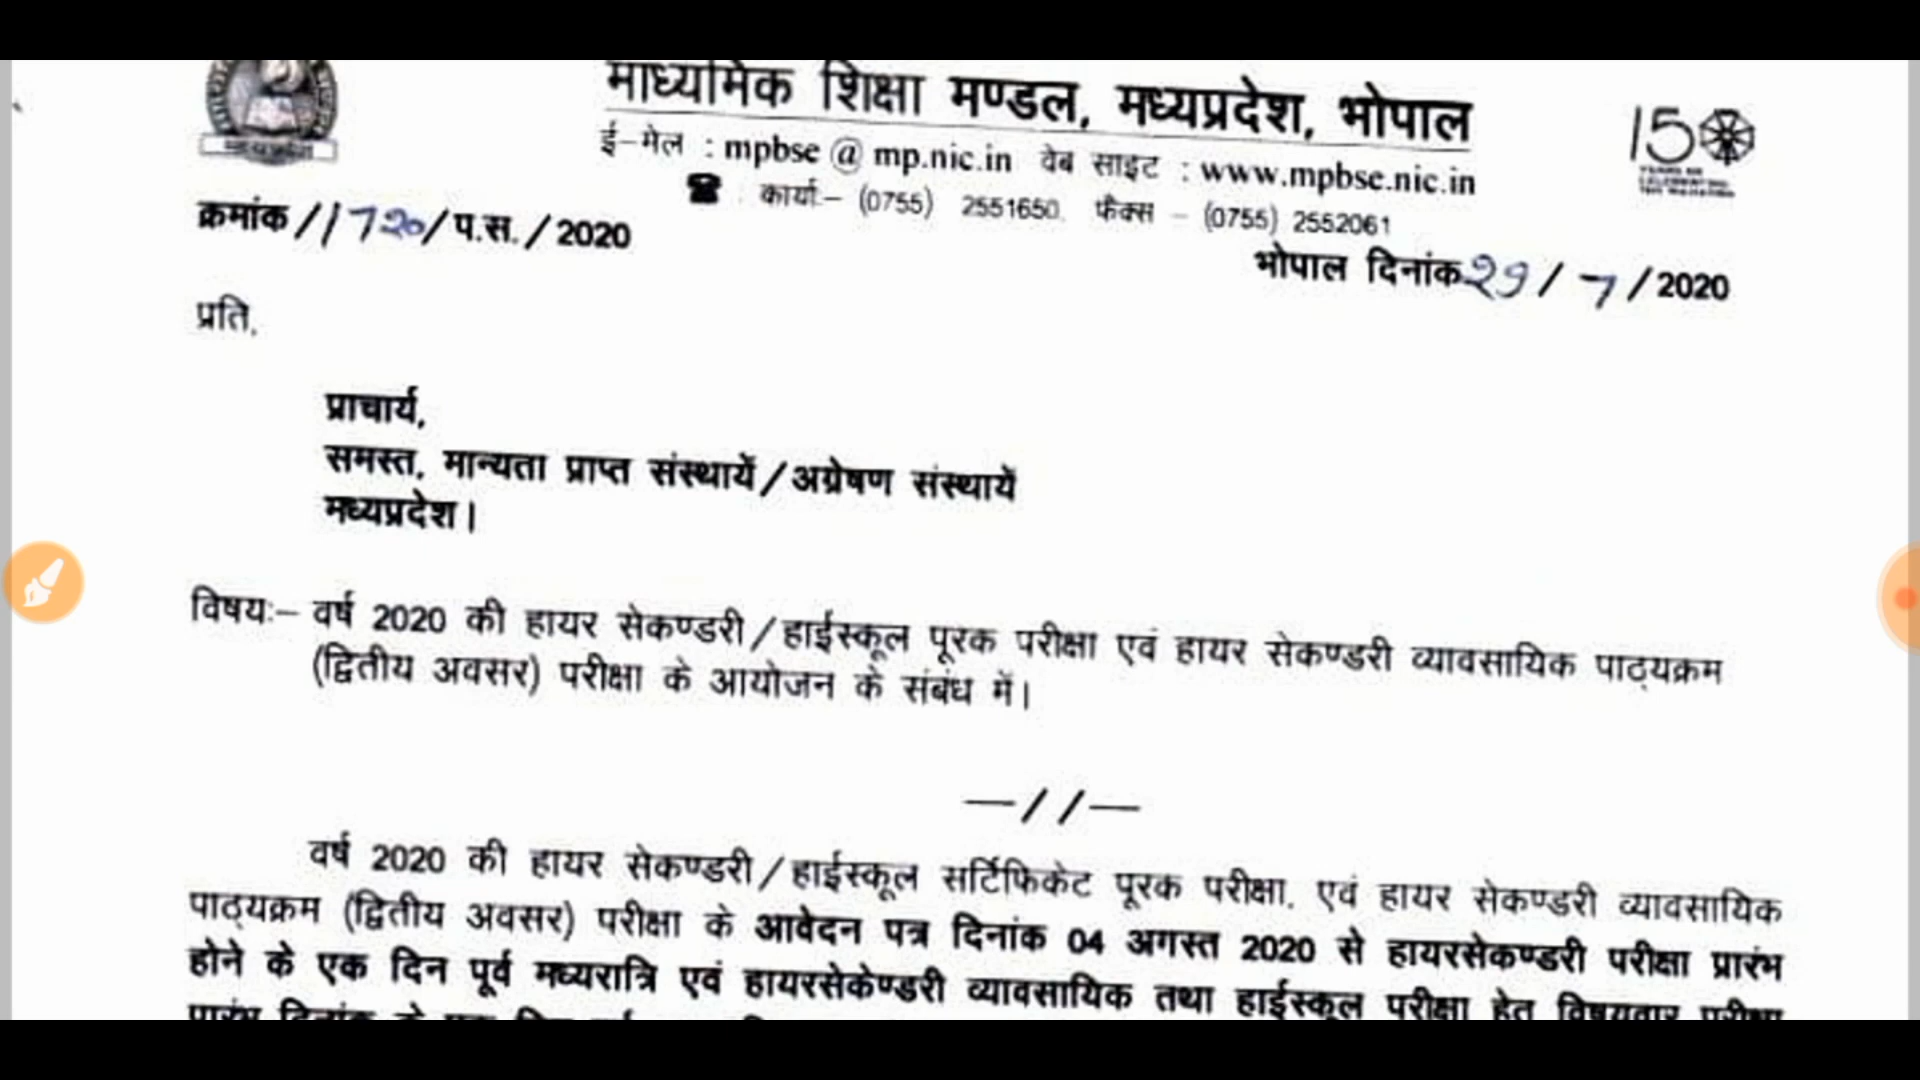 माध्यमिक शिक्षा मण्डल, मध्यप्रदेश, भोपाल
ई–मेल : mpbse @ mp.nic.in वेब साइट : www.mpbse.nic.in
☎ : कार्या.– (0755) 2551650, फैक्स – (0755) 2552061
150
क्रमांक //1720/प.स./2020
भोपाल दिनांक 29/7/2020
प्रति,
प्राचार्य,
समस्त, मान्यता प्राप्त संस्थायें/अग्रेषण संस्थायें
मध्यप्रदेश।
विषयः– वर्ष 2020 की हायर सेकण्डरी/हाईस्कूल पूरक परीक्षा एवं हायर सेकण्डरी व्यावसायिक पाठ्यक्रम
(द्वितीय अवसर) परीक्षा के आयोजन के संबंध में।
—//—
वर्ष 2020 की हायर सेकण्डरी/हाईस्कूल सर्टिफिकेट पूरक परीक्षा, एवं हायर सेकण्डरी व्यावसायिक
पाठ्यक्रम (द्वितीय अवसर) परीक्षा के आवेदन पत्र दिनांक 04 अगस्त 2020 से हायरसेकण्डरी परीक्षा प्रारंभ
होने के एक दिन पूर्व मध्यरात्रि एवं हायरसेकेण्डरी व्यावसायिक तथा हाईस्कूल परीक्षा हेतु विषयवार परीक्षा